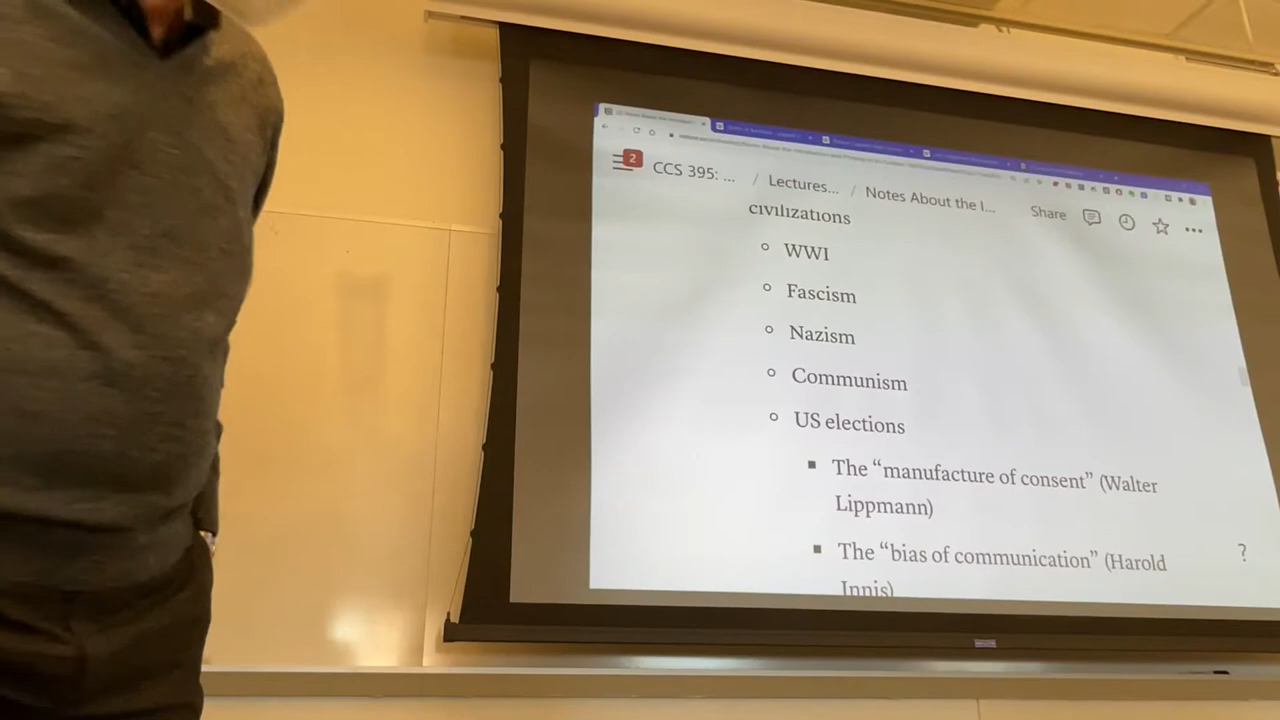 2
CCS 395: ... / Lectures... / Notes About the I... Share
civilizations
WWI
Fascism
Nazism
Communism
US elections
The “manufacture of consent” (Walter
Lippmann)
The “bias of communication” (Harold
Innis)
?